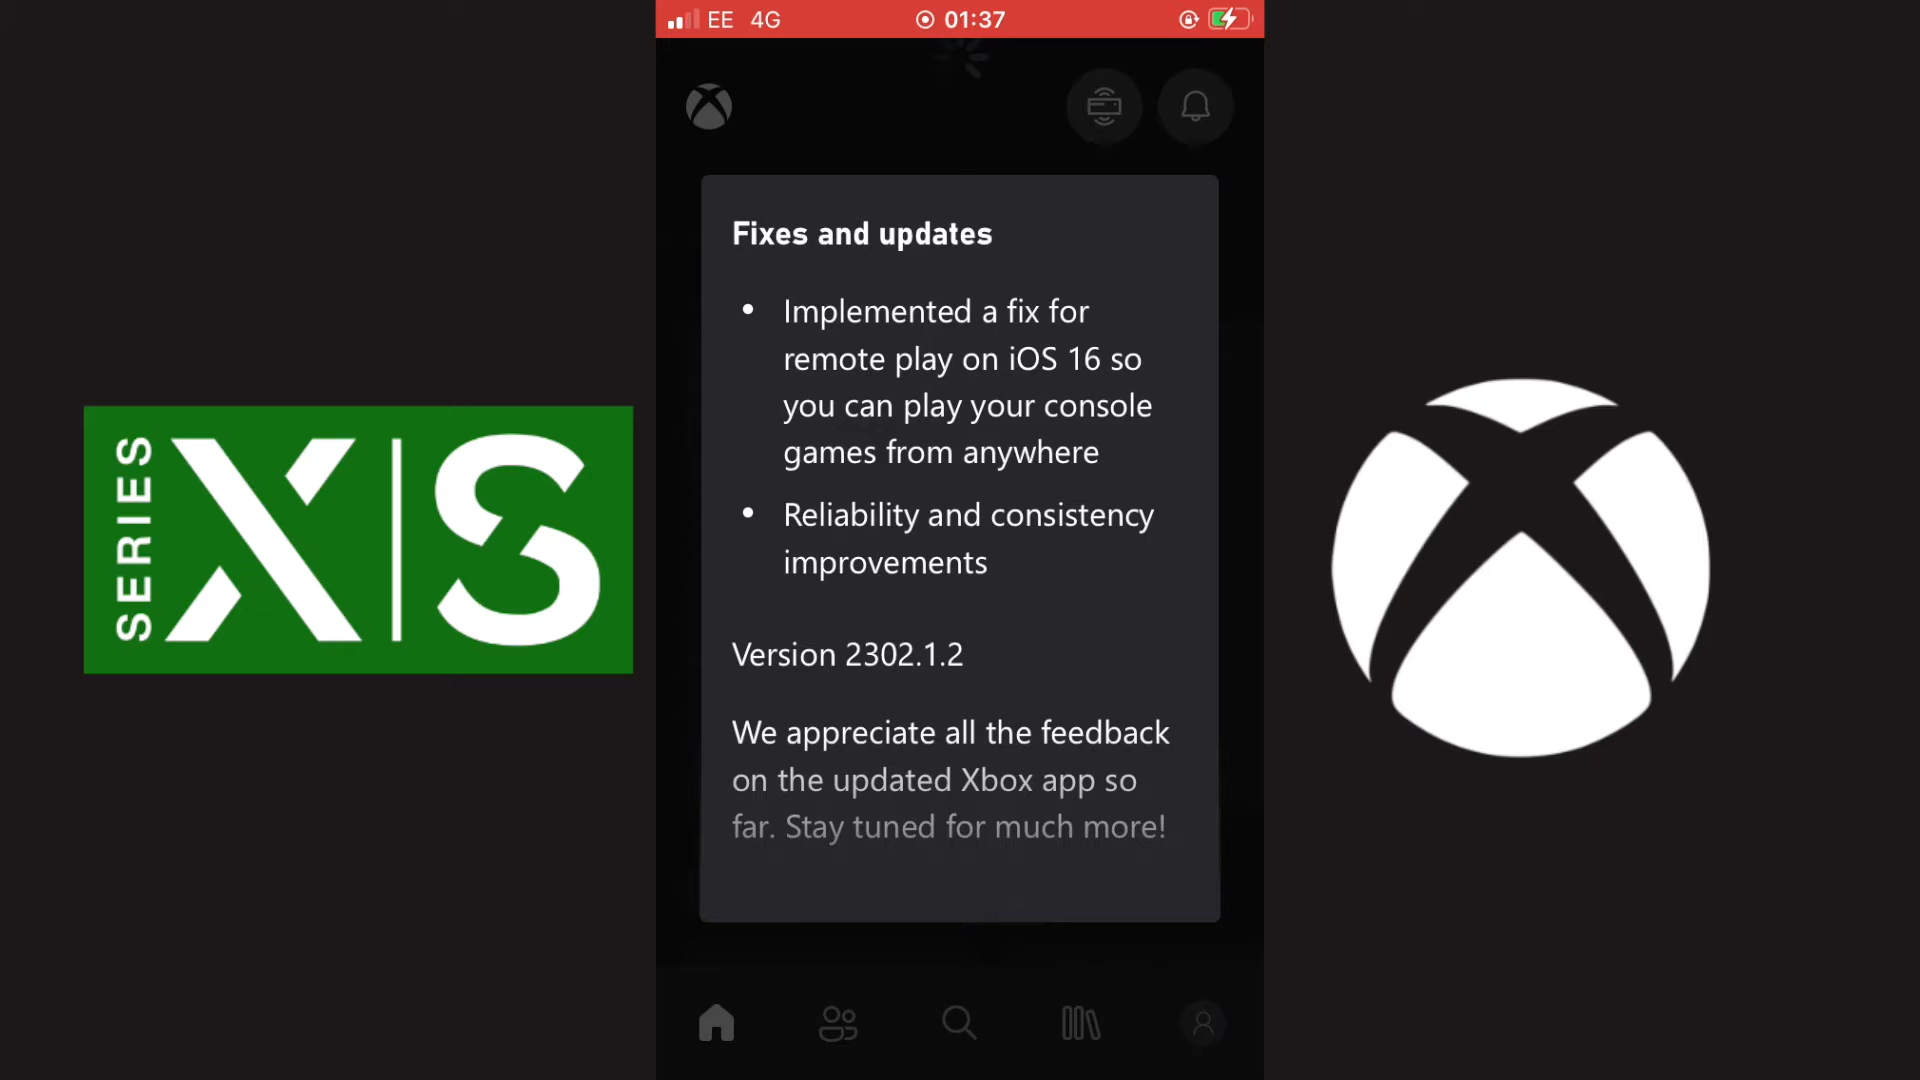 EE 4G 01:37
Fixes and updates
• Implemented a fix for
remote play on iOS 16 so
you can play your console
games from anywhere
• Reliability and consistency
improvements
Version 2302.1.2
We appreciate all the feedback
on the updated Xbox app so
far. Stay tuned for much more!
SERIES X|S